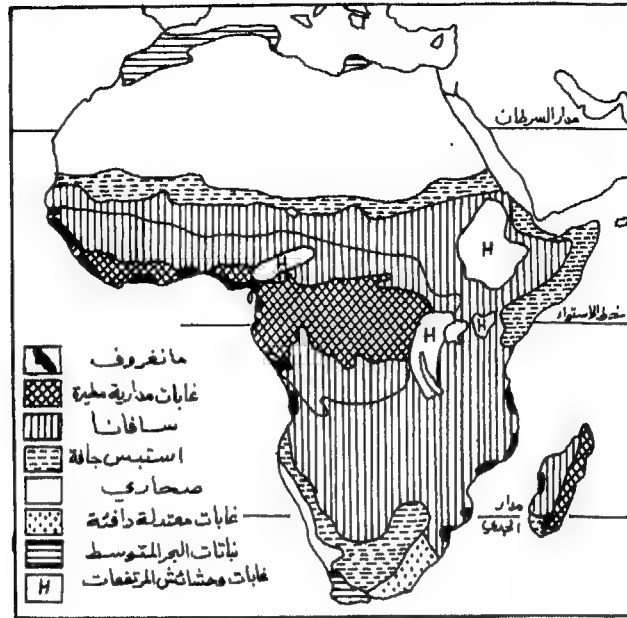 مدار السرطان
H
H
خط الاستواء
H
H
مدار
الجدي
مانغروف
غابات مدارية مطيرة
سافانا
استبس جافة
صحاري
غابات معتدلة دافئة
نباتات البحر المتوسط
H غابات وحشائش المرتفعات